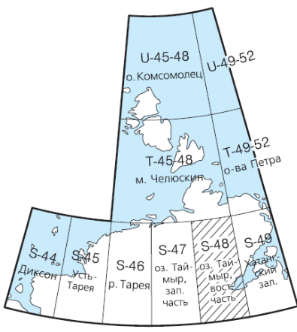 U-45-48
о. Комсомолец
U-49-52
T-45-48
м. Челюскин
T-49-52
о-ва Петра
S-44
Диксон
S-45
Усть-
Тарея
S-46
р. Тарея
S-47
оз. Тай-
мыр,
зап.
часть
S-48
оз. Тай-
мыр,
вост.
часть
S-49
Хатанг-
ский
зал.